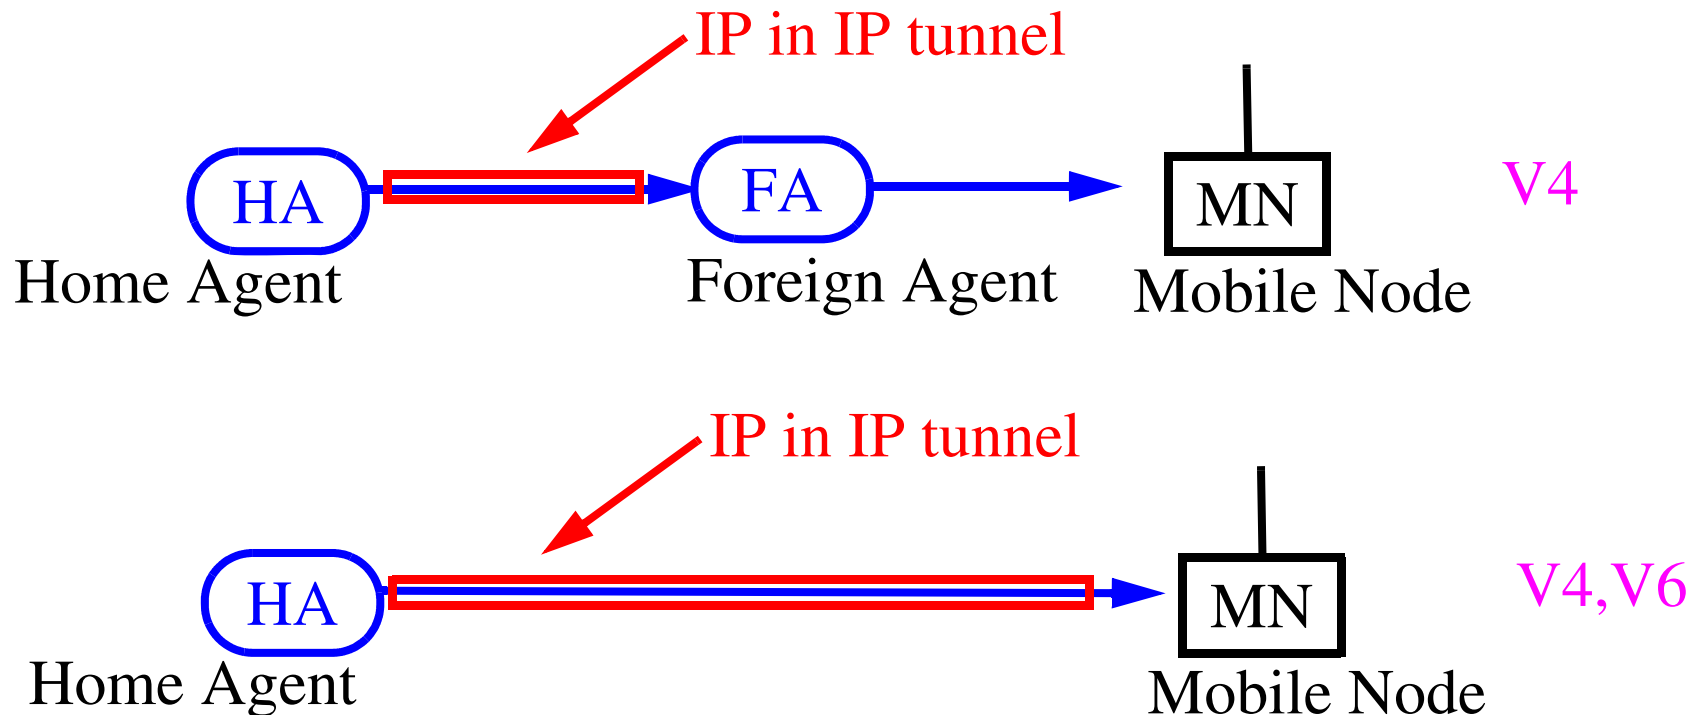 IP in IP tunnel
HA
FA
MN
V4
Home Agent
Foreign Agent
Mobile Node
IP in IP tunnel
HA
MN
V4,V6
Home Agent
Mobile Node